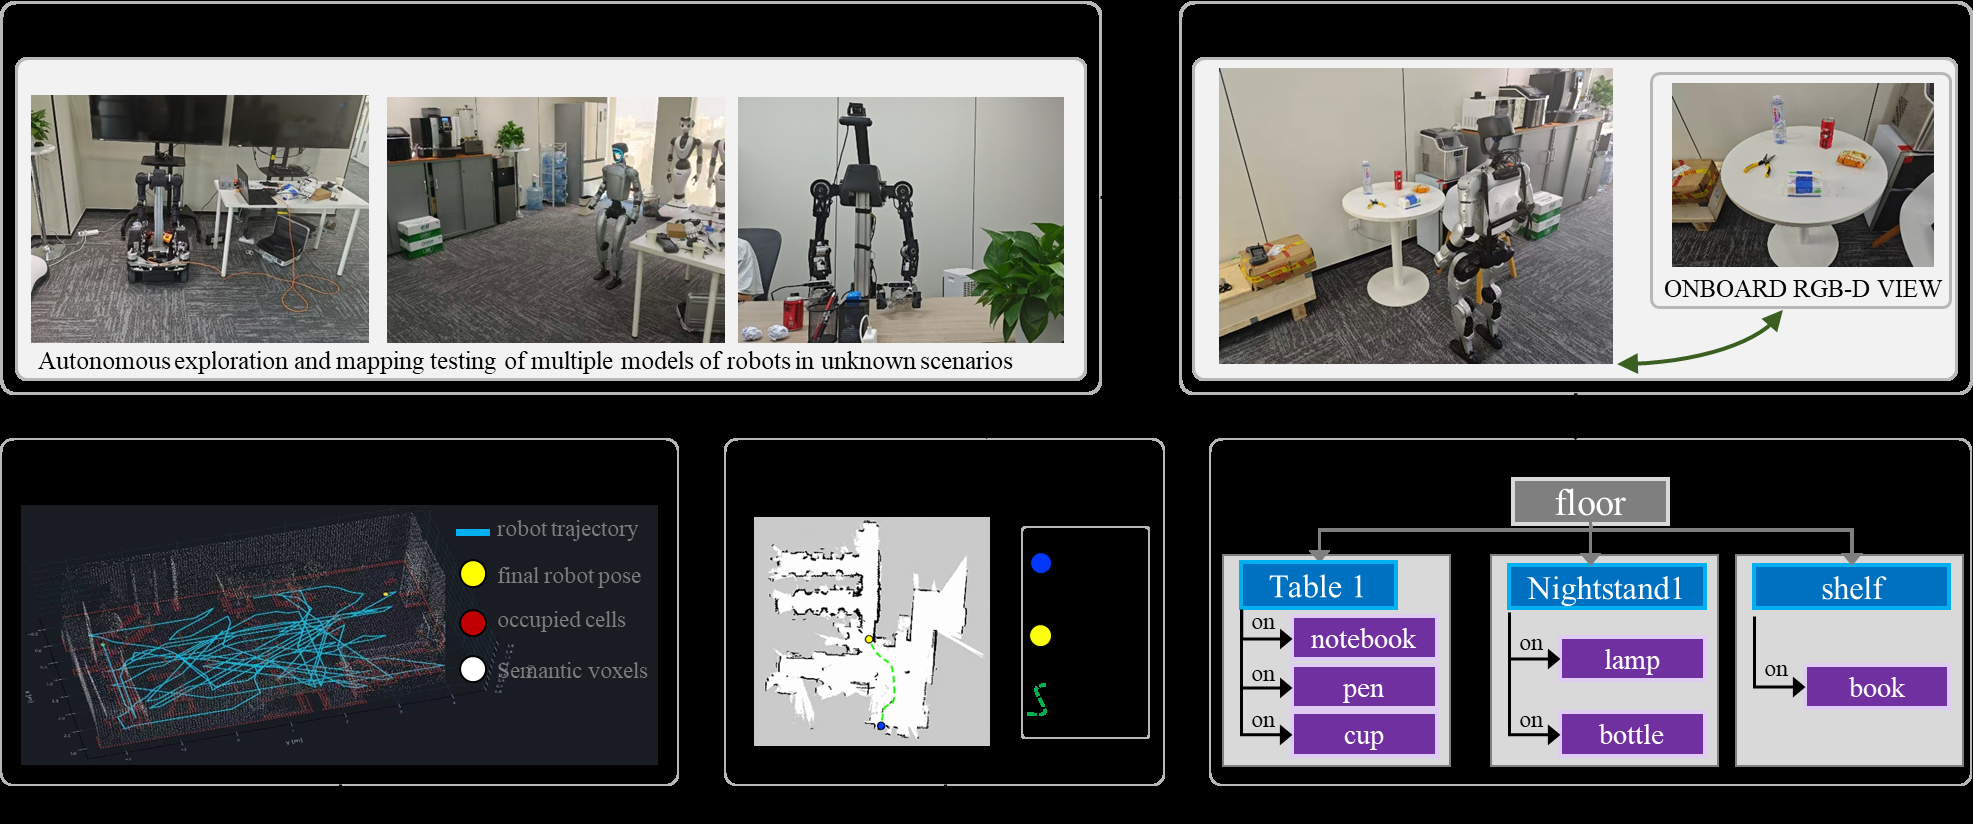 ONBOARD RGB-D VIEW
Autonomous exploration and mapping testing of multiple models of robots in unknown scenarios
robot trajectory
final robot pose
occupied cells
Semantic voxels
floor
Table 1
on
notebook
on
pen
on
cup
Nightstand1
on
lamp
on
bottle
shelf
on
book